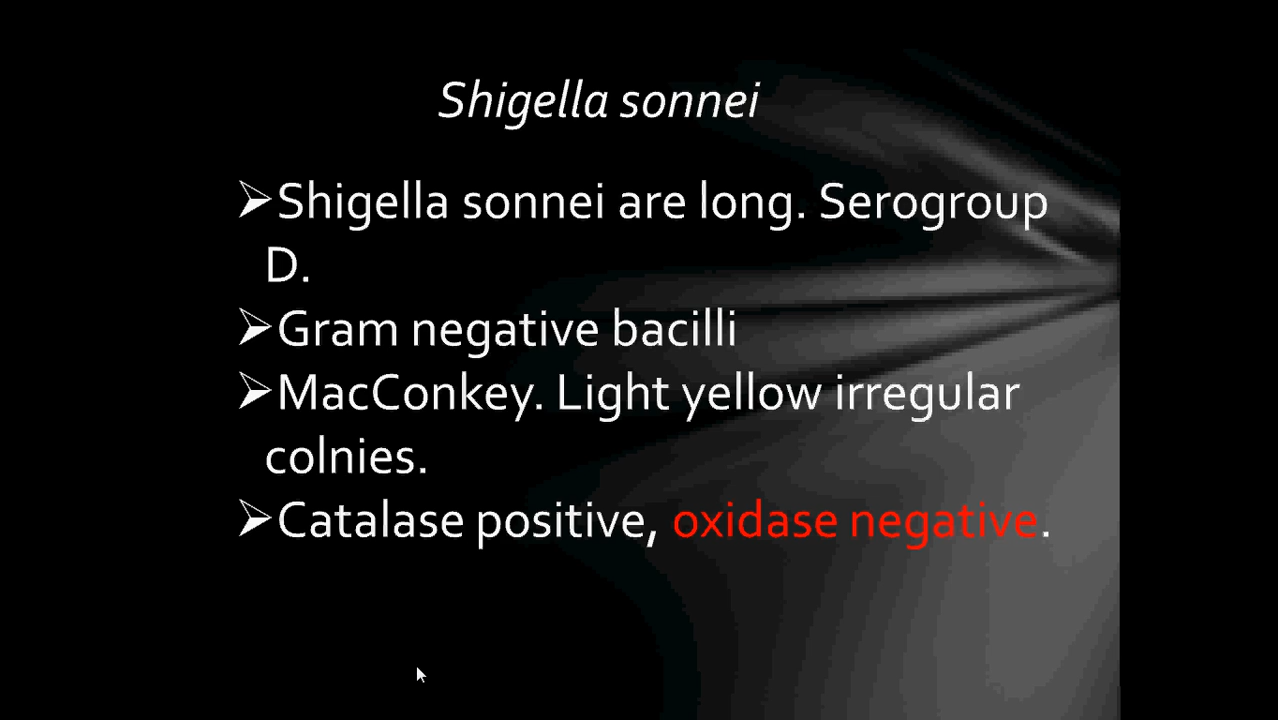 Shigella sonnei
➢Shigella sonnei are long. Serogroup
D.
➢Gram negative bacilli
➢MacConkey. Light yellow irregular
colnies.
➢Catalase positive, oxidase negative.